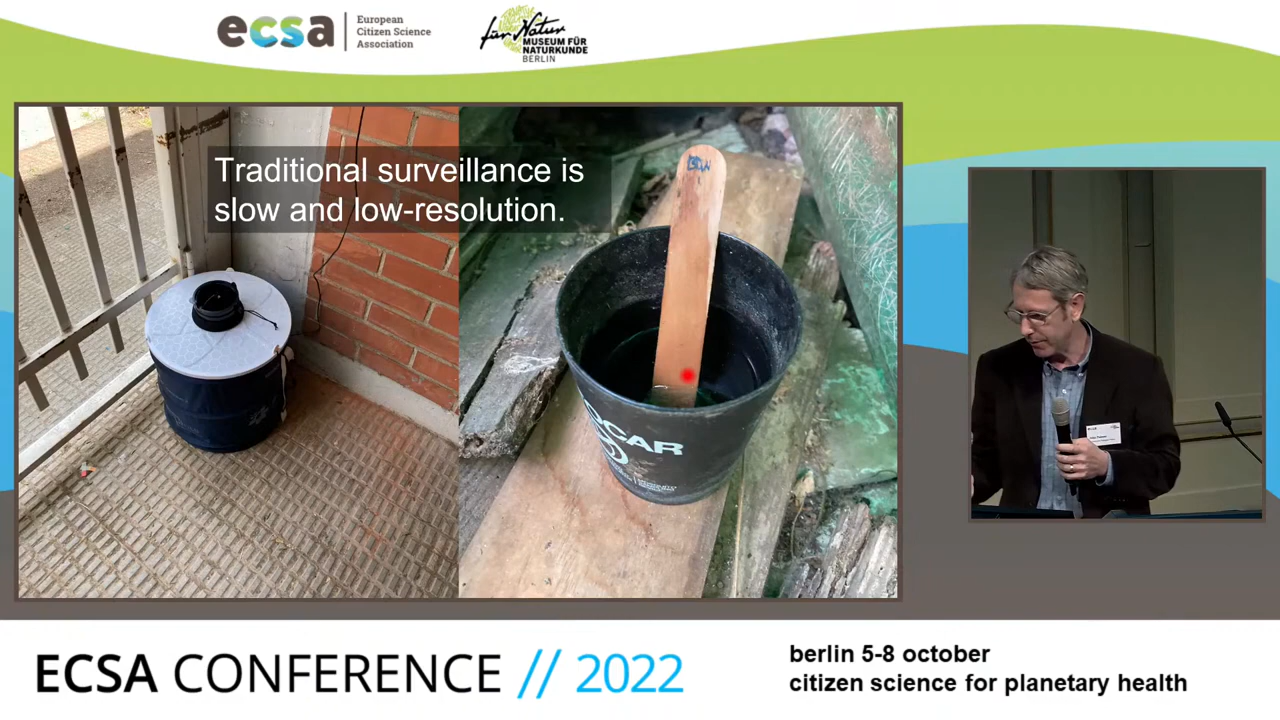 ecsa
European
Citizen Science
Association
für Natur
MUSEUM FÜR
NATURKUNDE
BERLIN
Traditional surveillance is
slow and low-resolution.
OCAR
ECSA CONFERENCE // 2022
berlin 5-8 october
citizen science for planetary health